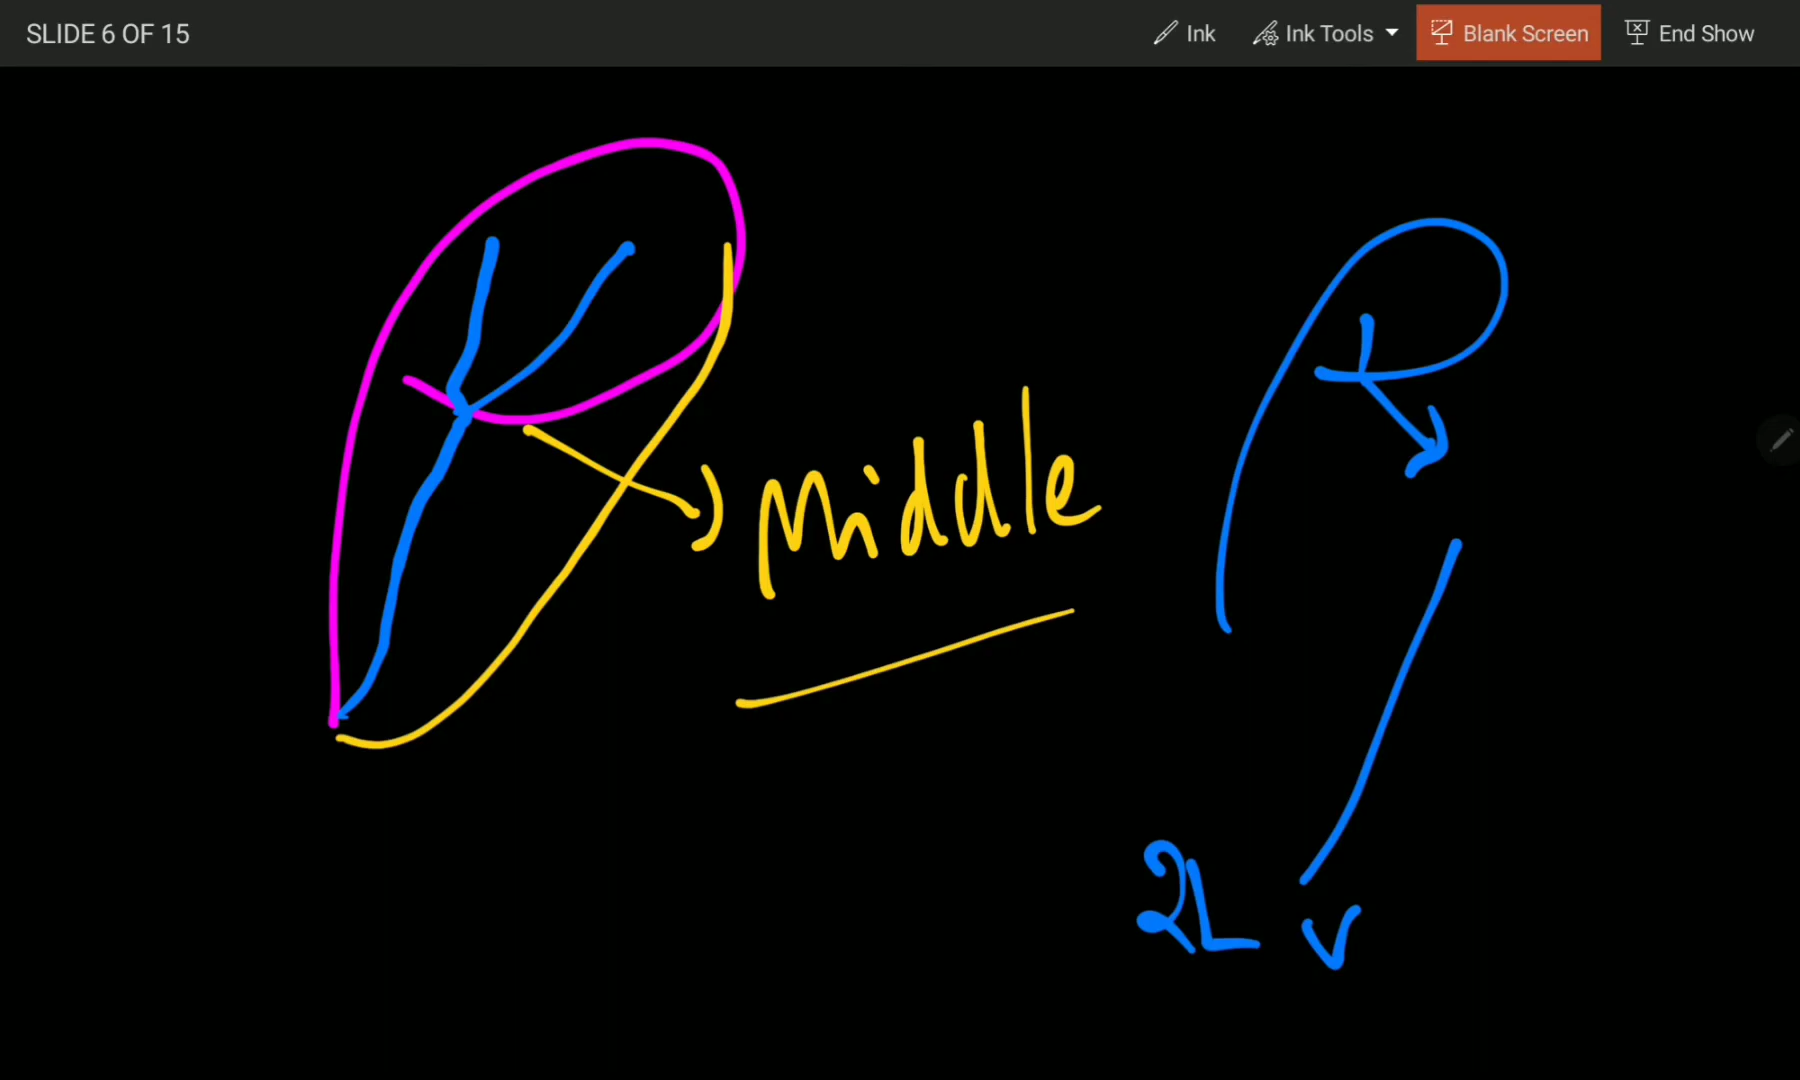 SLIDE 6 OF 15
Ink
Ink Tools
Blank Screen
End Show
Middle
2L V